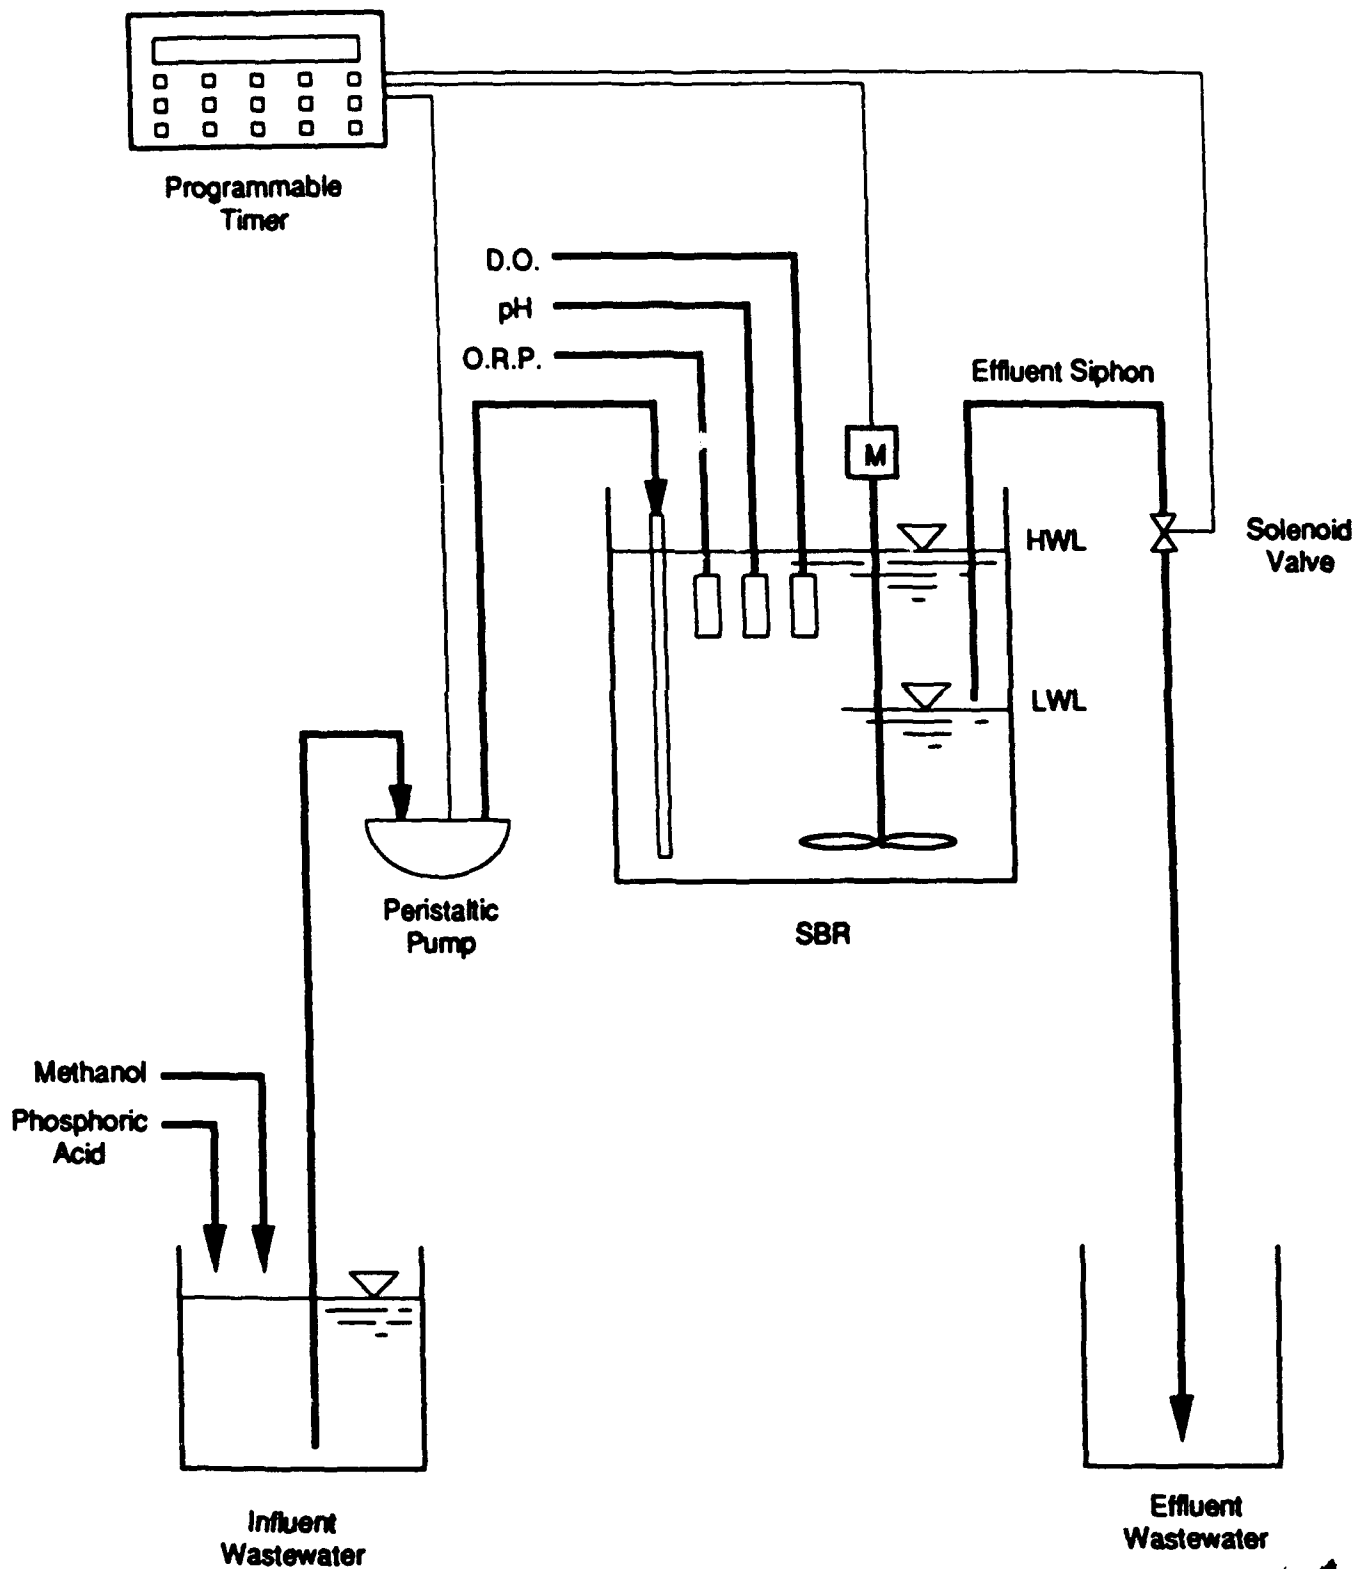 Programmable
Timer
D.O.
pH
O.R.P.
Effluent Siphon
M
HWL
Solenoid
Valve
LWL
Peristaltic
Pump
SBR
Methanol
Phosphoric
Acid
Influent
Wastewater
Effluent
Wastewater